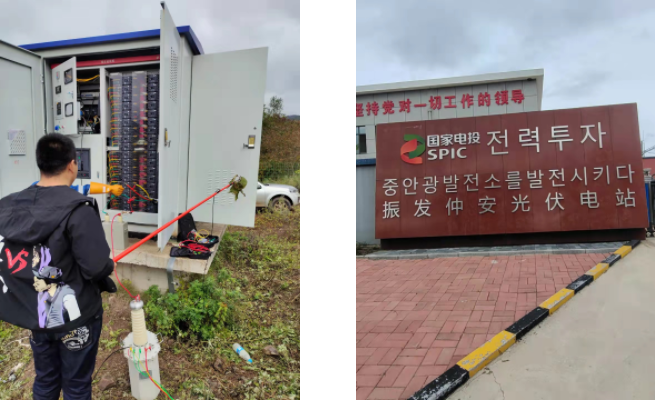 VS
坚持党对一切工作的领导
国家电投
SPIC
전력투자
중안광발전소를발전시키다
振发仲安光伏电站